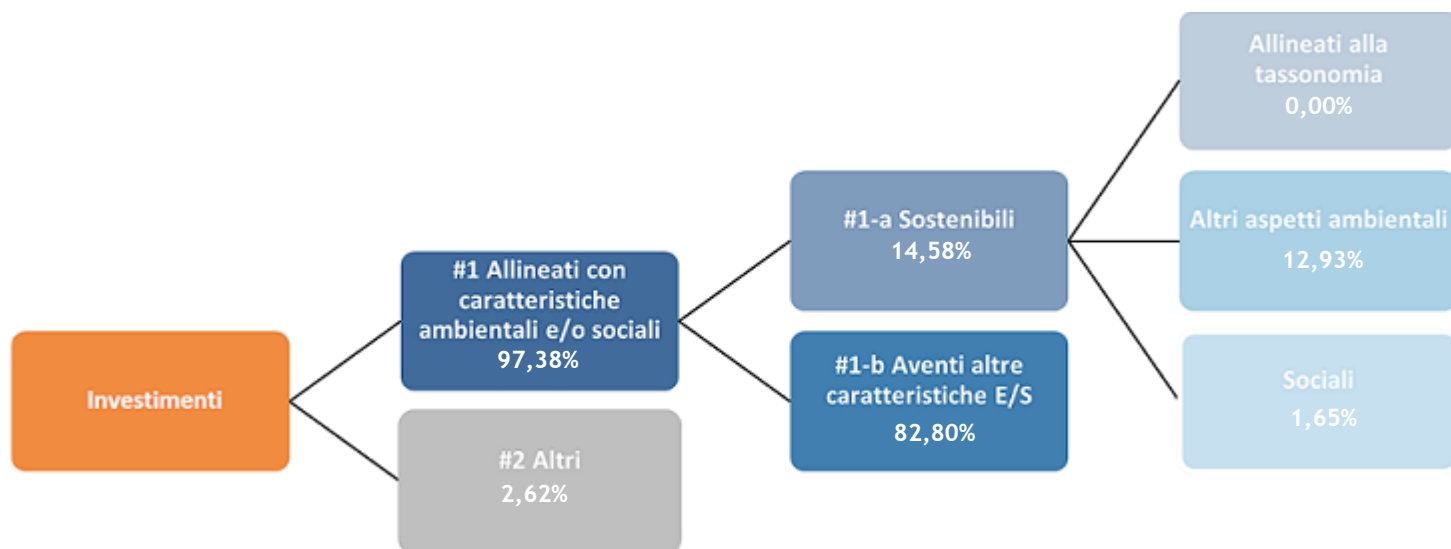 Investimenti
#1 Allineati con
caratteristiche
ambientali e/o sociali
97,38%
#2 Altri
2,62%
#1-a Sostenibili
14,58%
#1-b Aventi altre
caratteristiche E/S
82,80%
Allineati alla
tassonomia
0,00%
Altri aspetti ambientali
12,93%
Sociali
1,65%